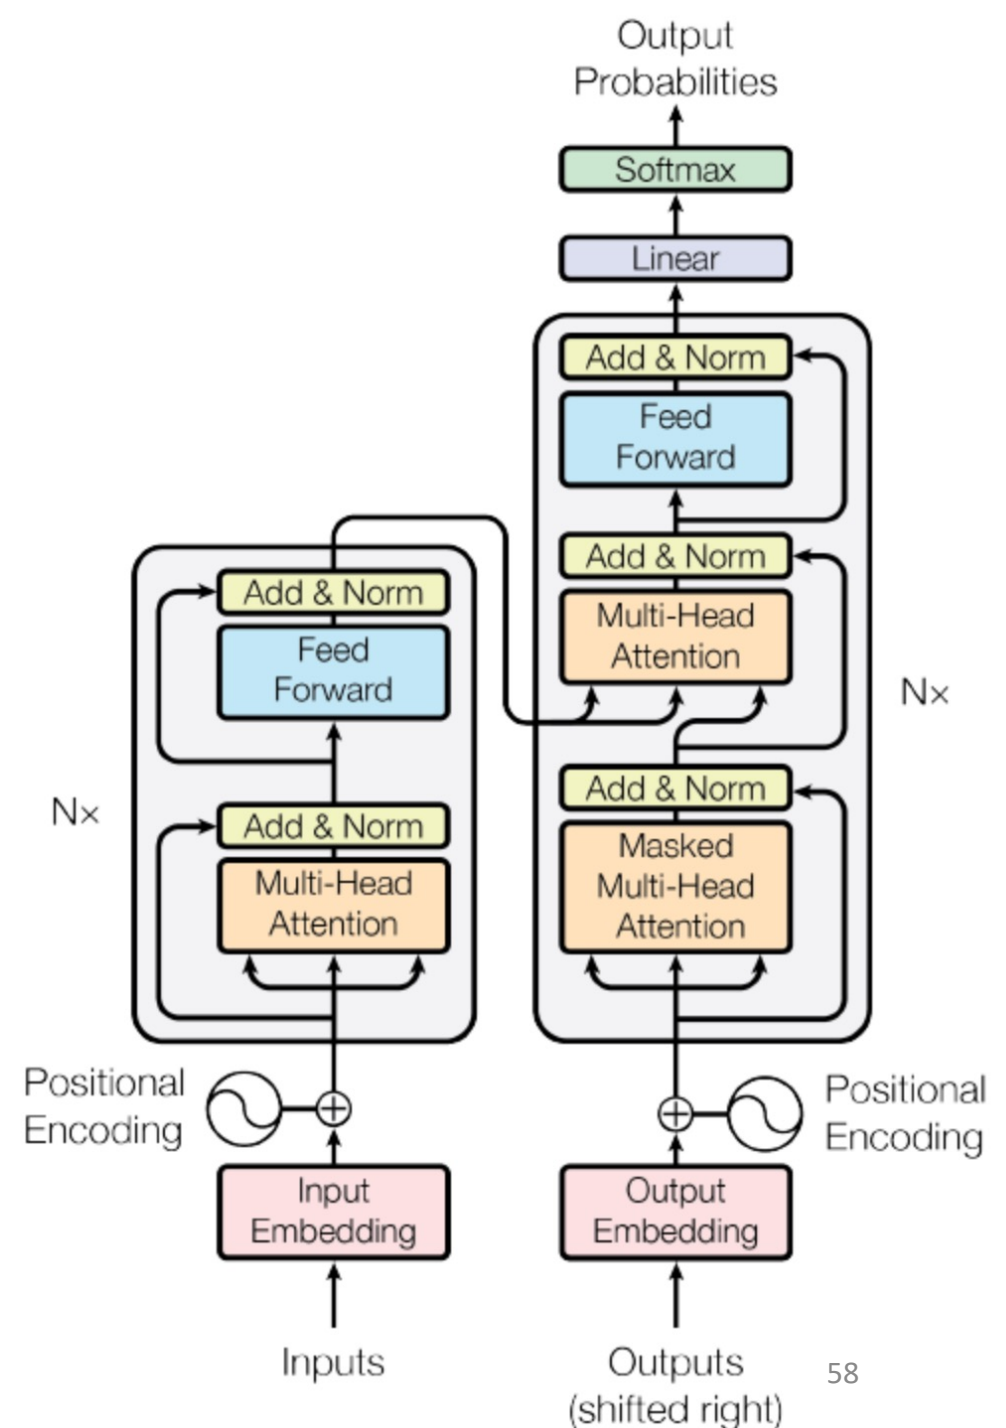 Output
Probabilities
Softmax
Linear
Add & Norm
Feed
Forward
Add & Norm
Multi-Head
Attention
Nx
Add & Norm
Masked
Multi-Head
Attention
Add & Norm
Feed
Forward
Nx
Add & Norm
Multi-Head
Attention
Positional
Encoding
Positional
Encoding
Input
Embedding
Output
Embedding
Inputs
Outputs
(shifted right)
58